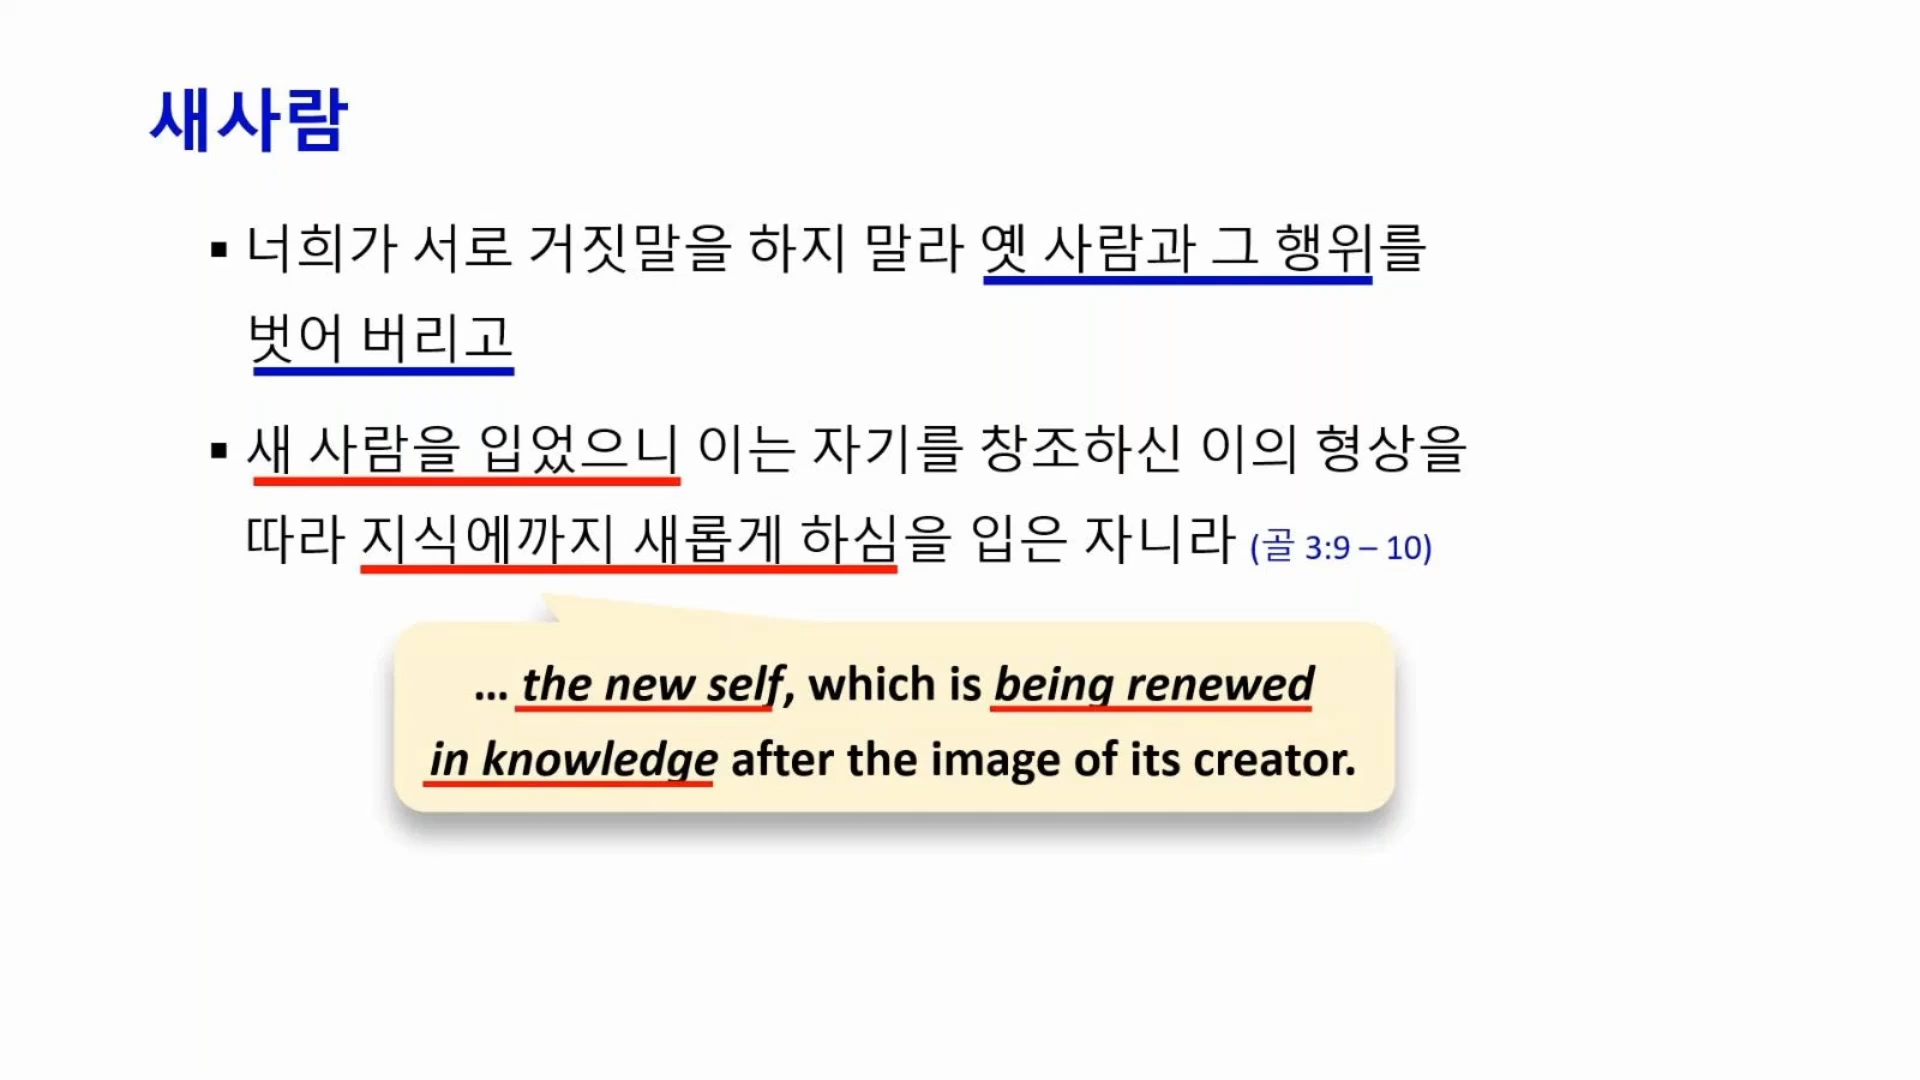 새사람
▪ 너희가 서로 거짓말을 하지 말라 옛 사람과 그 행위를
벗어 버리고
▪ 새 사람을 입었으니 이는 자기를 창조하신 이의 형상을
따라 지식에까지 새롭게 하심을 입은 자니라 (골 3:9 – 10)
... the new self, which is being renewed
in knowledge after the image of its creator.